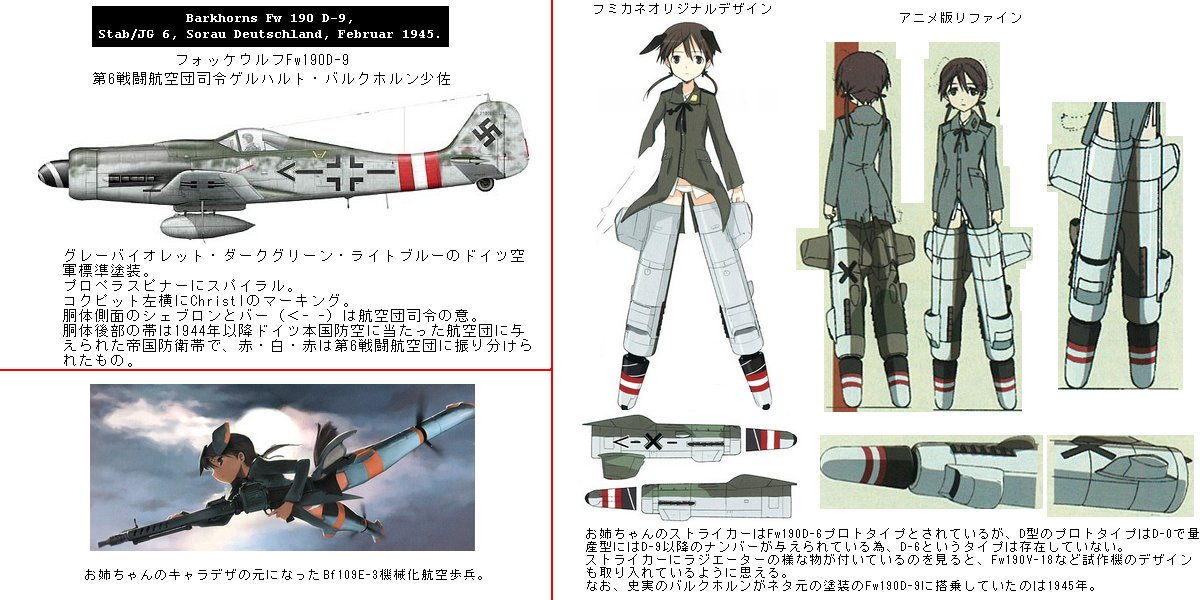 Barkhorns Fw 190 D-9,
Stab/JG 6, Sorau Deutschland, Februar 1945.
フォッケウルフFw190D-9
第6戦闘航空団司令ゲルハルト・バルクホルン少佐
グレーバイオレット・ダークグリーン・ライトブルーのドイツ空
軍標準塗装。
プロペラスピナーにスパイラル。
コクピット左横にChristlのマーキング。
胴体側面のシェブロンとバー（<- -）は航空団司令の意。
胴体後部の帯は1944年以降ドイツ本国防空に当たった航空団に与
えられた帝国防衛帯で、赤・白・赤は第6戦闘航空団に振り分けら
れたもの。
お姉ちゃんのキャラデザの元になったBf109E-3機械化航空歩兵。
フミカネオリジナルデザイン
アニメ版リファイン
お姉ちゃんのストライカーはFw190D-6プロトタイプとされているが、D型のプロトタイプはD-0で量
産型にはD-9以降のナンバーが与えられている為、D-6というタイプは存在していない。
ストライカーにラジエーターの様な物が付いているのを見ると、Fw190V-18など試作機のデザイン
も取り入れているように思える。
なお、史実のバルクホルンがネタ元の塗装のFw190D-9に搭乗していたのは1945年。